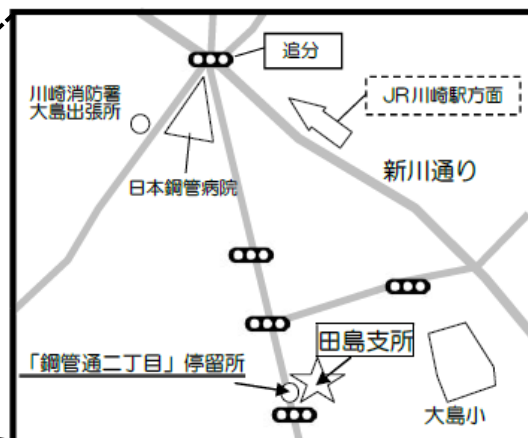 追分
川崎消防署
大島出張所
JR川崎駅方面
新川通り
日本鋼管病院
田島支所
「鋼管通二丁目」停留所
大島小